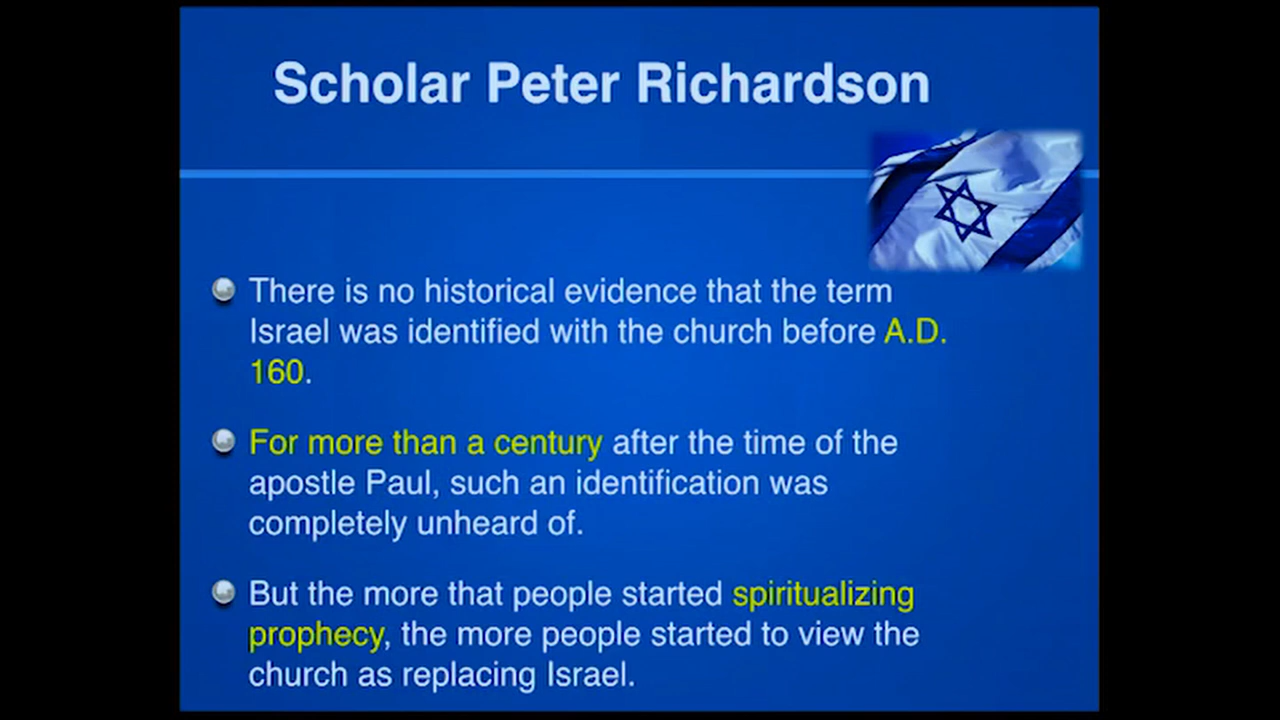 Scholar Peter Richardson
There is no historical evidence that the term
Israel was identified with the church before A.D.
160.
For more than a century after the time of the
apostle Paul, such an identification was
completely unheard of.
But the more that people started spiritualizing
prophecy, the more people started to view the
church as replacing Israel.